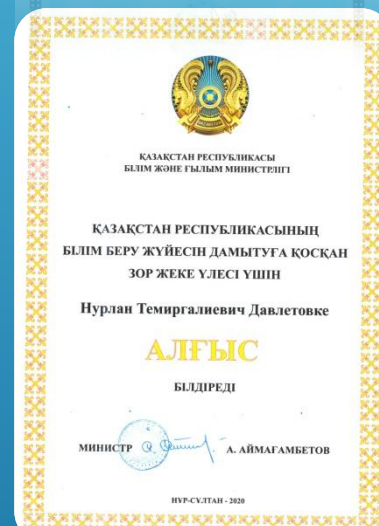 ҚАЗАҚСТАН РЕСПУБЛИКАСЫ
БІЛІМ ЖӘНЕ ҒЫЛЫМ МИНИСТРЛІГІ
ҚАЗАҚСТАН РЕСПУБЛИКАСЫНЫҢ
БІЛІМ БЕРУ ЖҮЙЕСІН ДАМЫТУҒА ҚОСҚАН
ЗОР ЖЕКЕ ҮЛЕСІ ҮШІН
Нурлан Темиргалиевич Давлетовке
АЛҒЫС
БІЛДІРЕДІ
МИНИСТР А. АЙМАҒАМБЕТОВ
НҰР-СҰЛТАН - 2020